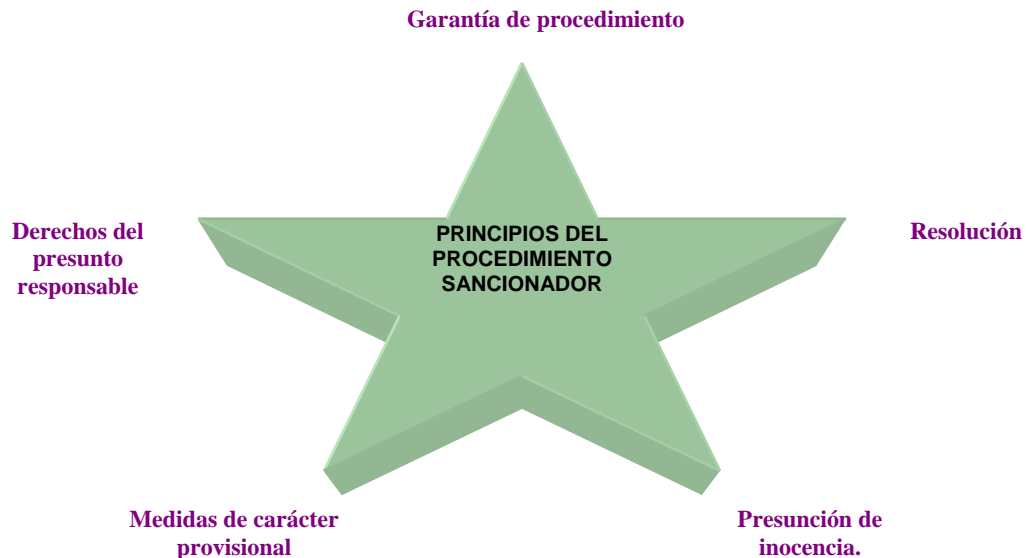 Garantía de procedimiento
Derechos del
presunto
responsable
PRINCIPIOS DEL
PROCEDIMIENTO
SANCIONADOR
Resolución
Medidas de carácter
provisional
Presunción de
inocencia.